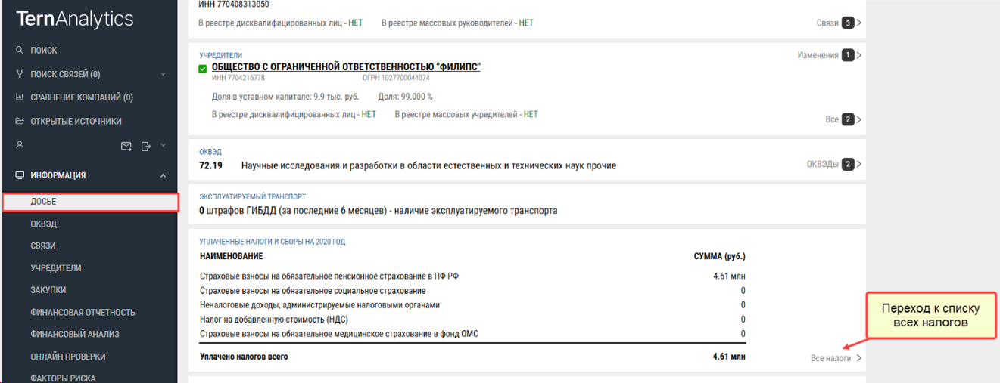 TernAnalytics
ПОИСК
ПОИСК СВЯЗЕЙ (0)
СРАВНЕНИЕ КОМПАНИЙ (0)
ОТКРЫТЫЕ ИСТОЧНИКИ
ИНФОРМАЦИЯ
ДОСЬЕ
ОКВЭД
СВЯЗИ
УЧРЕДИТЕЛИ
ЗАКУПКИ
ФИНАНСОВАЯ ОТЧЕТНОСТЬ
ФИНАНСОВЫЙ АНАЛИЗ
ОНЛАЙН ПРОВЕРКИ
ФАКТОРЫ РИСКА
ИНН 770408313050
В реестре дисквалифицированных лиц - НЕТ В реестре массовых руководителей - НЕТ Связи 3
УЧРЕДИТЕЛИ Изменения 1
ОБЩЕСТВО С ОГРАНИЧЕННОЙ ОТВЕТСТВЕННОСТЬЮ "ФИЛИПС"
ИНН 7704216778 ОГРН 1027700044074
Доля в уставном капитале: 9.9 тыс. руб. Доля: 99.000 %
В реестре дисквалифицированных лиц - НЕТ В реестре массовых учредителей - НЕТ
Все 2
ОКВЭД
72.19 Научные исследования и разработки в области естественных и технических наук прочие ОКВЭДы 2
ЭКСПЛУАТИРУЕМЫЙ ТРАНСПОРТ
0 штрафов ГИБДД (за последние 6 месяцев) - наличие эксплуатируемого транспорта
УПЛАЧЕННЫЕ НАЛОГИ И СБОРЫ НА 2020 ГОД
НАИМЕНОВАНИЕ СУММА (руб.)
Страховые взносы на обязательное пенсионное страхование в ПФ РФ 4.61 млн
Страховые взносы на обязательное социальное страхование 0
Неналоговые доходы, администрируемые налоговыми органами 0
Налог на добавленную стоимость (НДС) 0
Страховые взносы на обязательное медицинское страхование в фонд ОМС 0
Уплачено налогов всего 4.61 млн
Все налоги
Переход к списку
всех налогов